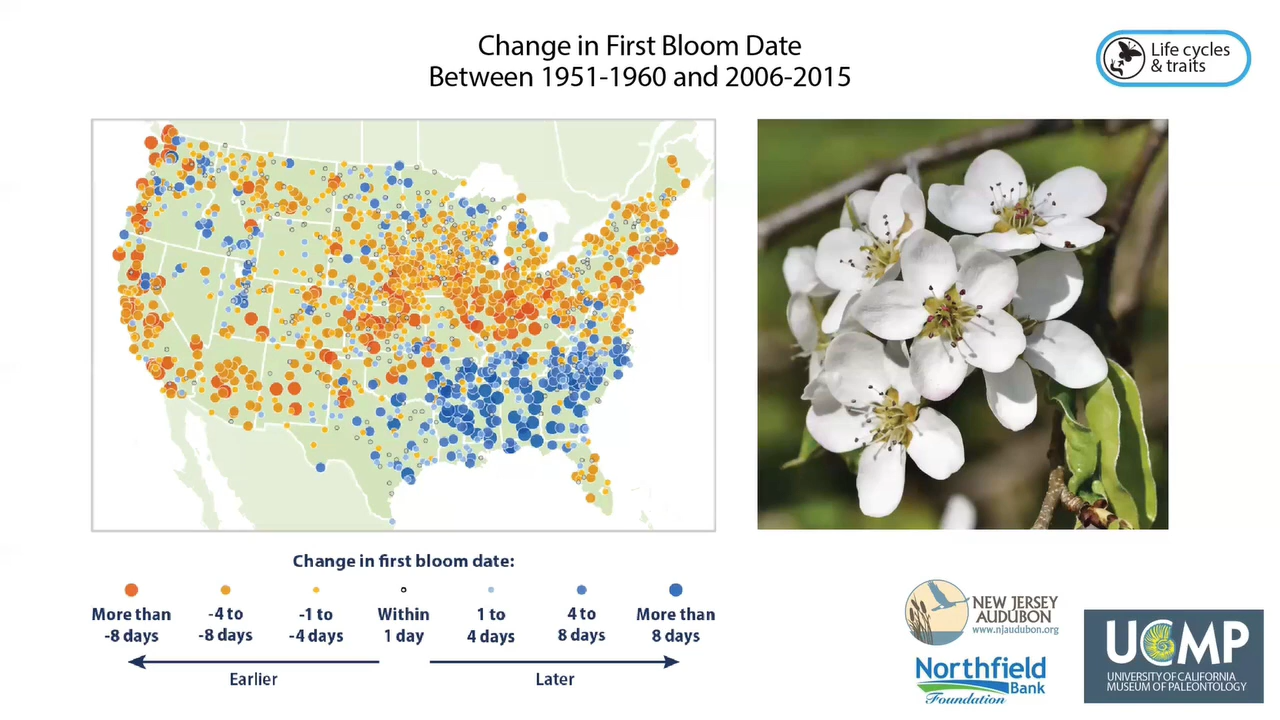 Change in First Bloom Date
Between 1951-1960 and 2006-2015
Life cycles
& traits
Change in first bloom date:
More than
-8 days
-4 to
-8 days
-1 to
-4 days
Within
1 day
1 to
4 days
4 to
8 days
More than
8 days
Earlier
Later
NEW JERSEY
AUDUBON
www.njaudubon.org
Northfield
Bank
Foundation
UCMP
UNIVERSITY OF CALIFORNIA
MUSEUM OF PALEONTOLOGY